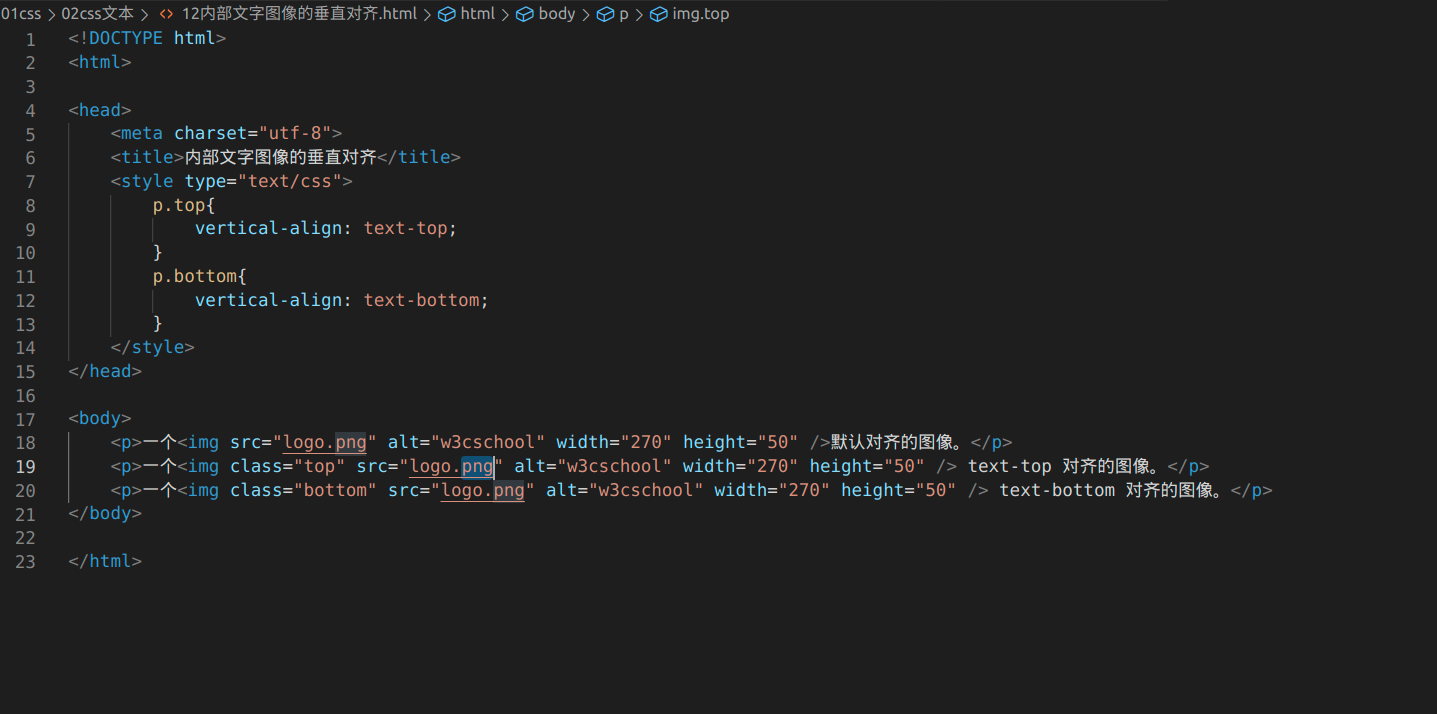 01css > 02css文本 > <> 12内部文字图像的垂直对齐.html > html > body > p > img.top
1 <!DOCTYPE html>
2 <html>
3
4 <head>
5     <meta charset="utf-8">
6     <title>内部文字图像的垂直对齐</title>
7     <style type="text/css">
8         p.top{
9             vertical-align: text-top;
10         }
11         p.bottom{
12             vertical-align: text-bottom;
13         }
14     </style>
15 </head>
16
17 <body>
18     <p>一个<img src="logo.png" alt="w3cschool" width="270" height="50" />默认对齐的图像。</p>
19     <p>一个<img class="top" src="logo.png" alt="w3cschool" width="270" height="50" /> text-top 对齐的图像。</p>
20     <p>一个<img class="bottom" src="logo.png" alt="w3cschool" width="270" height="50" /> text-bottom 对齐的图像。</p>
21 </body>
22
23 </html>